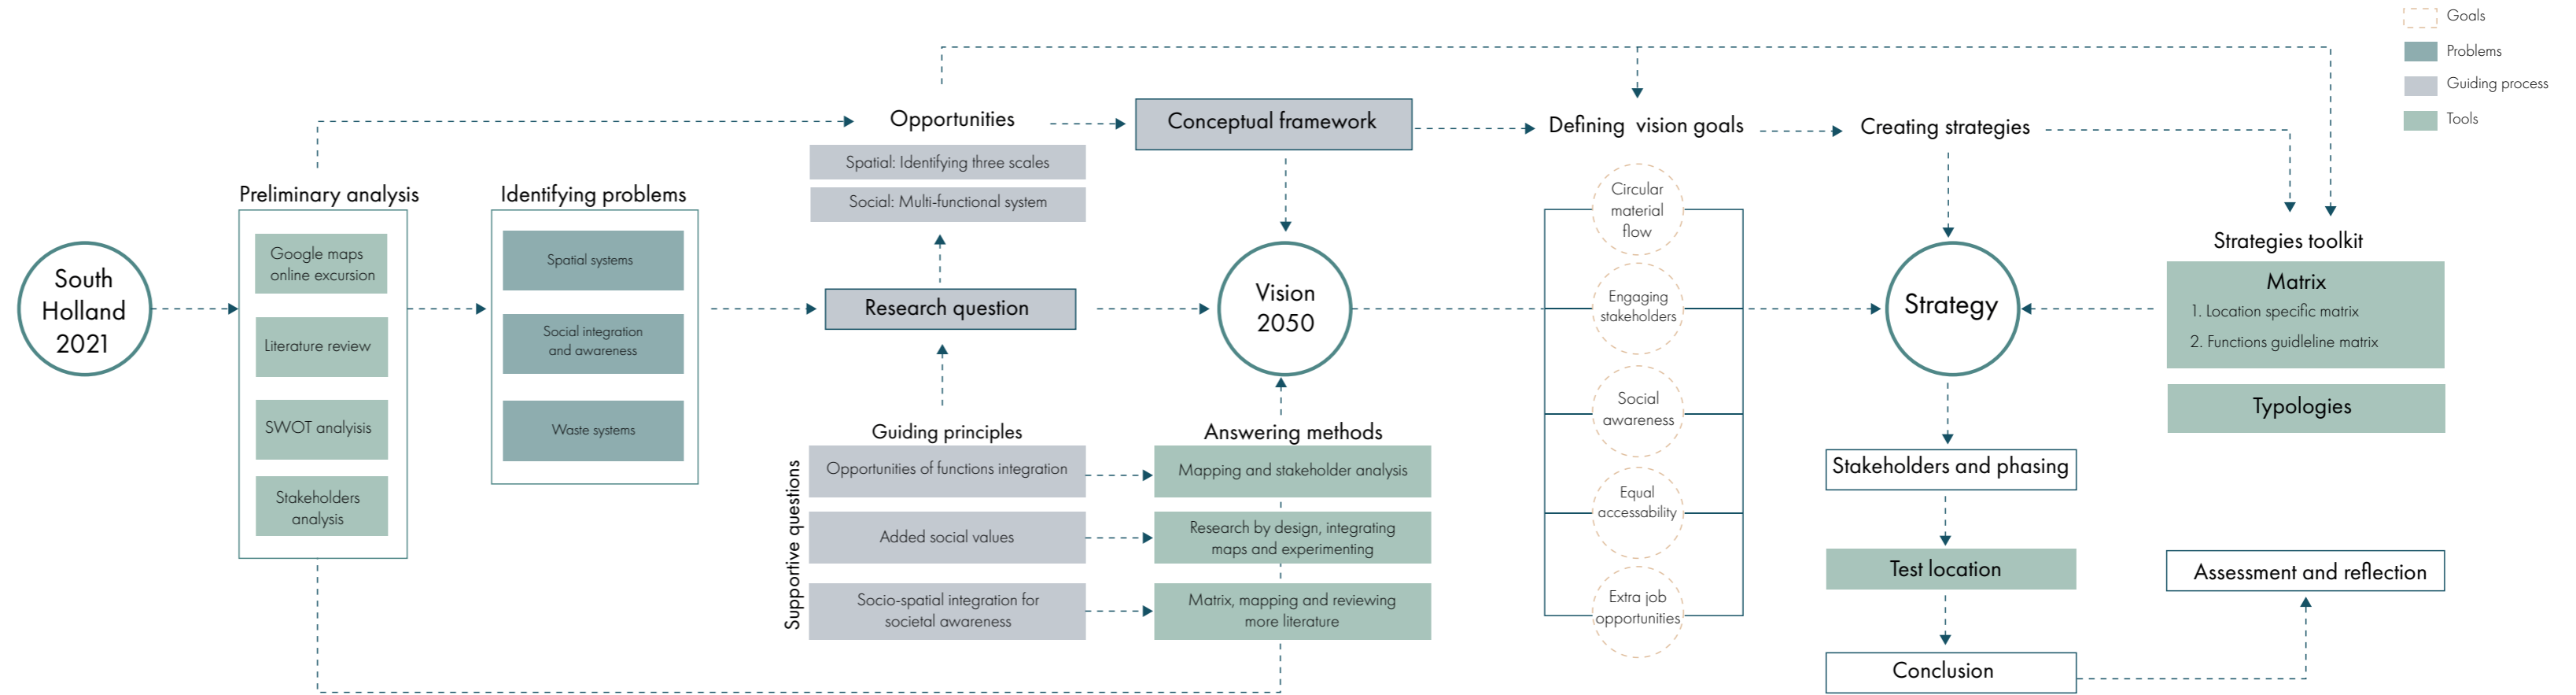 Goals
Problems
Guiding process
Tools
South
Holland
2021
Preliminary analysis
Google maps
online excursion
Literature review
SWOT analyisis
Stakeholders
analysis
Identifying problems
Spatial systems
Social integration
and awareness
Waste systems
Opportunities
Spatial: Identifying three scales
Social: Multi-functional system
Research question
Guiding principles
Supportive questions
Opportunities of functions integration
Added social values
Socio-spatial integration for
societal awareness
Conceptual framework
Vision
2050
Answering methods
Mapping and stakeholder analysis
Research by design, integrating
maps and experimenting
Matrix, mapping and reviewing
more literature
Defining vision goals
Circular
material
flow
Engaging
stakeholders
Social
awareness
Equal
accessability
Extra job
opportunities
Creating strategies
Strategy
Stakeholders and phasing
Test location
Conclusion
Strategies toolkit
Matrix
1. Location specific matrix
2. Functions guidleline matrix
Typologies
Assessment and reflection